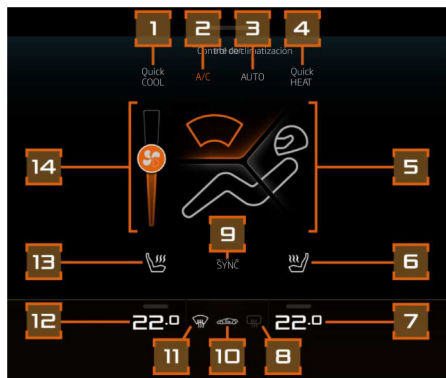 1 2 3 4
Control de climatización
Quick COOL
A/C
AUTO
Quick HEAT
14
5
9
SYNC
13
6
12
22.0
22.0
7
11 10 8